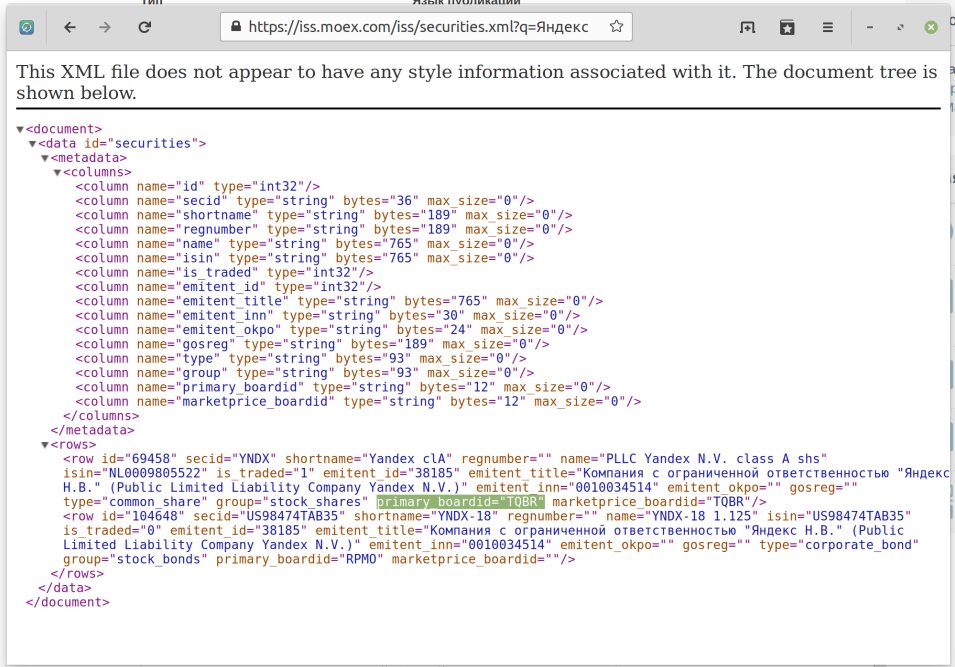 Язык публикации
https://iss.moex.com/iss/securities.xml?q=Яндекс
This XML file does not appear to have any style information associated with it. The document tree is
shown below.
▼<document>
▼<data id="securities">
▼<metadata>
▼<columns>
<column name="id" type="int32"/>
<column name="secid" type="string" bytes="36" max_size="0"/>
<column name="shortname" type="string" bytes="189" max_size="0"/>
<column name="regnumber" type="string" bytes="189" max_size="0"/>
<column name="name" type="string" bytes="765" max_size="0"/>
<column name="isin" type="string" bytes="765" max_size="0"/>
<column name="is_traded" type="int32"/>
<column name="emitent_id" type="int32"/>
<column name="emitent_title" type="string" bytes="765" max_size="0"/>
<column name="emitent_inn" type="string" bytes="30" max_size="0"/>
<column name="emitent_okpo" type="string" bytes="24" max_size="0"/>
<column name="gosreg" type="string" bytes="189" max_size="0"/>
<column name="type" type="string" bytes="93" max_size="0"/>
<column name="group" type="string" bytes="93" max_size="0"/>
<column name="primary_boardid" type="string" bytes="12" max_size="0"/>
<column name="marketprice_boardid" type="string" bytes="12" max_size="0"/>
</columns>
</metadata>
▼<rows>
<row id="69458" secid="YNDX" shortname="Yandex clA" regnumber="" name="PLLC Yandex N.V. class A shs"
isin="NL0009805522" is_traded="1" emitent_id="38185" emitent_title="Компания с ограниченной ответственностью "Яндекс
Н.В." (Public Limited Liability Company Yandex N.V.)" emitent_inn="0010034514" emitent_okpo="" gosreg=""
type="common_share" group="stock_shares" primary_boardid="TQBR" marketprice_boardid="TQBR"/>
<row id="104648" secid="US98474TAB35" shortname="YNDX-18" regnumber="" name="YNDX-18 1.125" isin="US98474TAB35"
is_traded="0" emitent_id="38185" emitent_title="Компания с ограниченной ответственностью "Яндекс Н.В." (Public
Limited Liability Company Yandex N.V.)" emitent_inn="0010034514" emitent_okpo="" gosreg="" type="corporate_bond"
group="stock_bonds" primary_boardid="RPMO" marketprice_boardid=""/>
</rows>
</data>
</document>